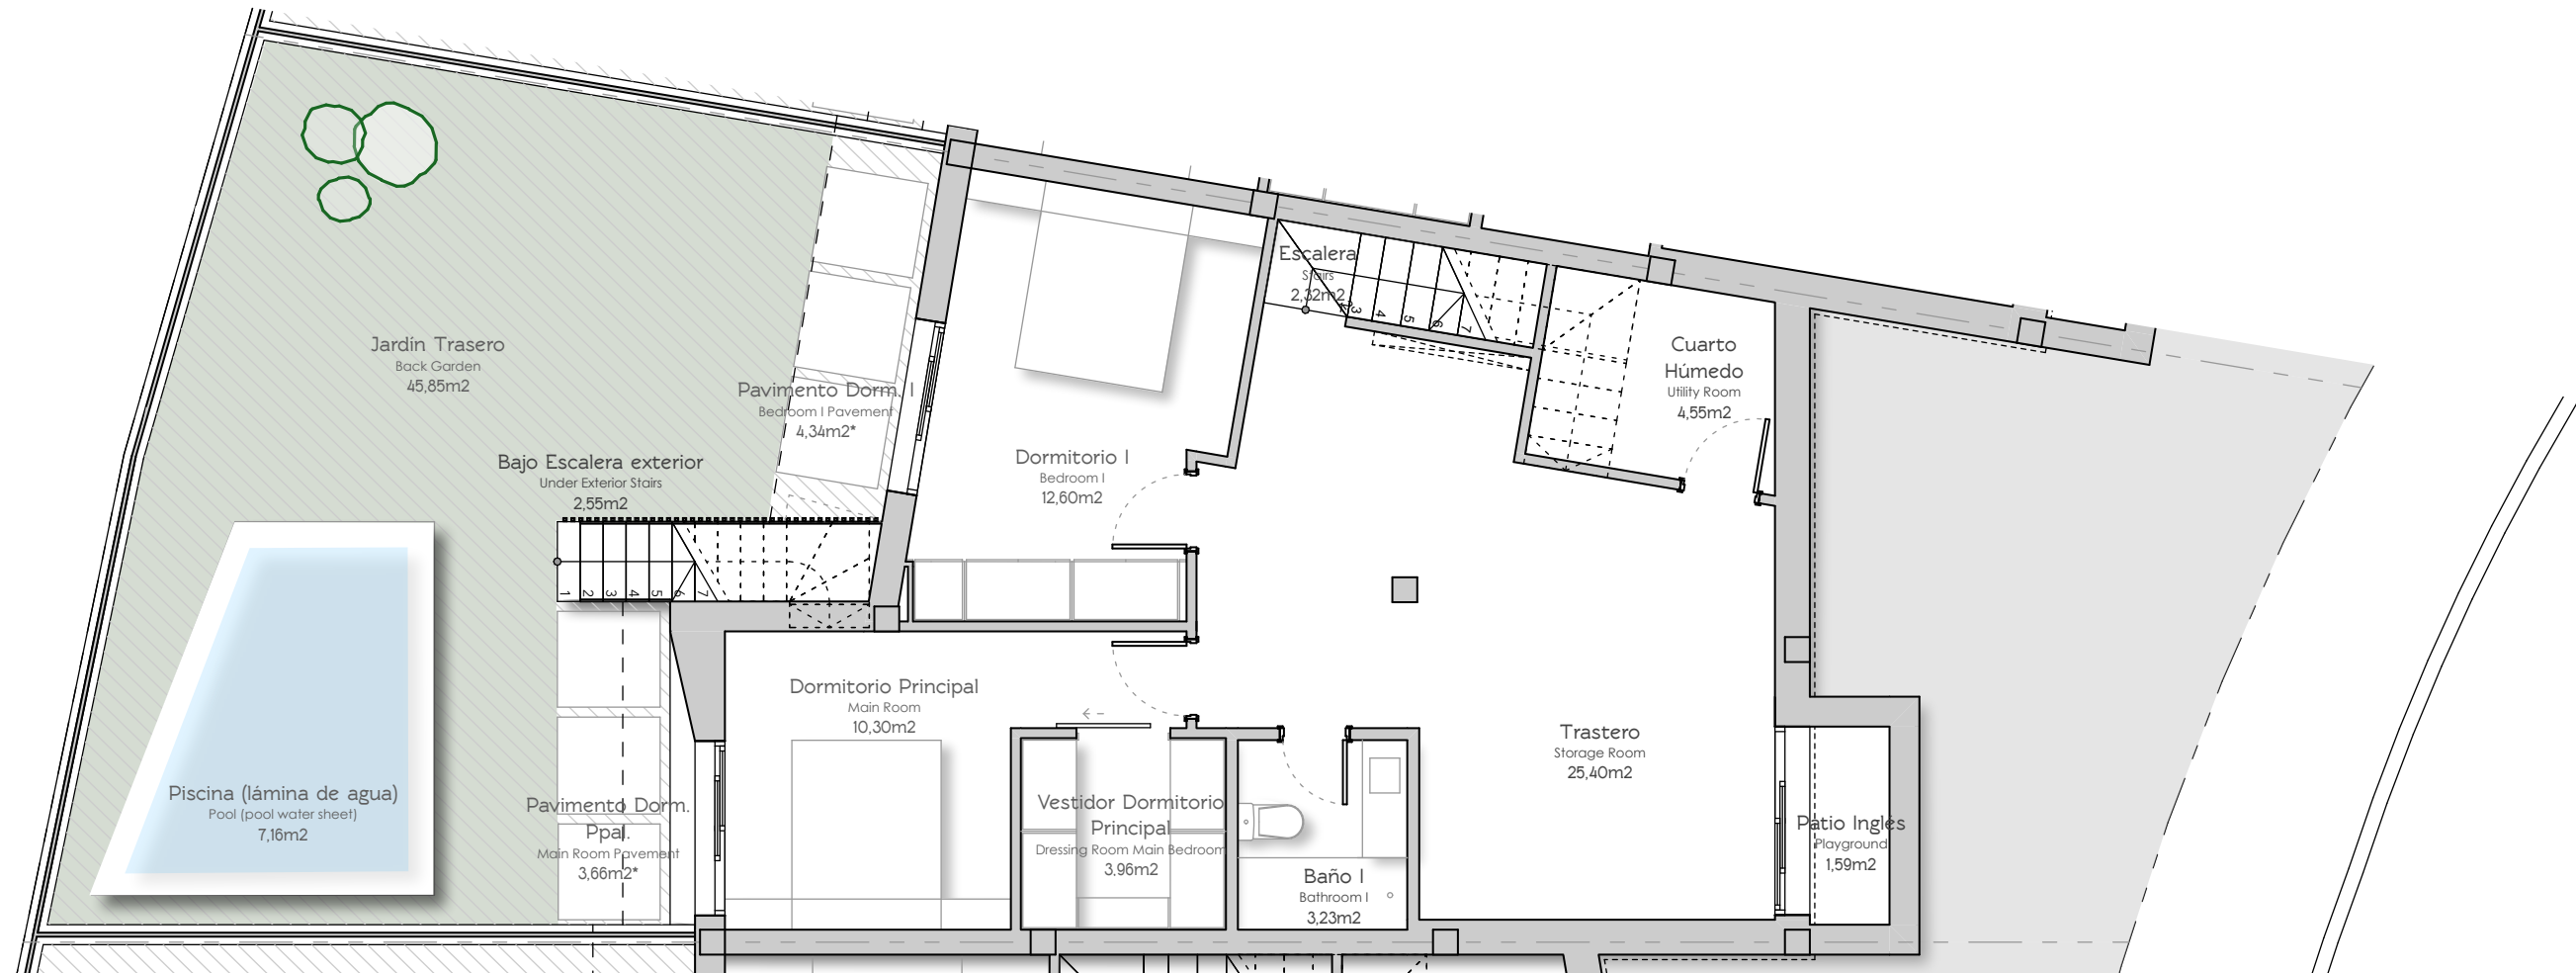 Escalera
Stairs
2,32m2
2
3
4
5
6
7
Jardín Trasero
Back Garden
45,85m2
Cuarto
Húmedo
Utility Room
4,55m2
Pavimento Dorm. I
Bedroom I Pavement
4,34m2*
Bajo Escalera exterior
Under Exterior Stairs
2,55m2
Dormitorio I
Bedroom I
12,60m2
1
2
3
4
5
6
7
Dormitorio Principal
Main Room
10,30m2
Trastero
Storage Room
25,40m2
Piscina (lámina de agua)
Pool (pool water sheet)
7,16m2
Pavimento Dorm.
Ppal.
Main Room Pavement
3,66m2*
Vestidor Dormitorio
Principal
Dressing Room Main Bedroom
3,96m2
Baño I
Bathroom I
3,23m2
Patio Inglés
Playground
1,59m2